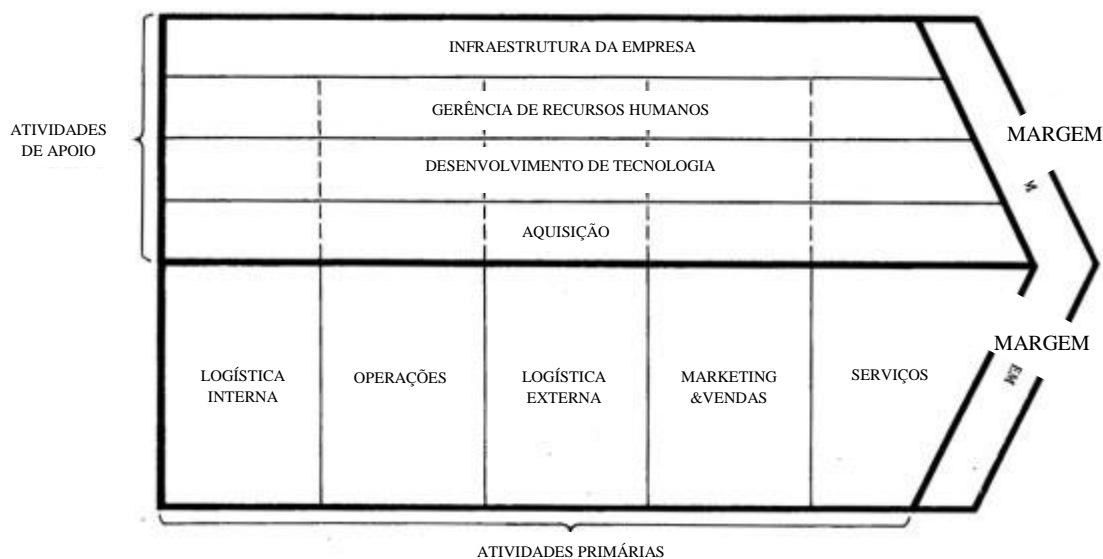 INFRAESTRUTURA DA EMPRESA
GERÊNCIA DE RECURSOS HUMANOS
ATIVIDADES
DE APOIO
MARGEM
DESENVOLVIMENTO DE TECNOLOGIA
AQUISIÇÃO
MARGEM
LOGÍSTICA
INTERNA
OPERAÇÕES
LOGÍSTICA
EXTERNA
MARKETING
&VENDAS
SERVIÇOS
EM
ATIVIDADES PRIMÁRIAS